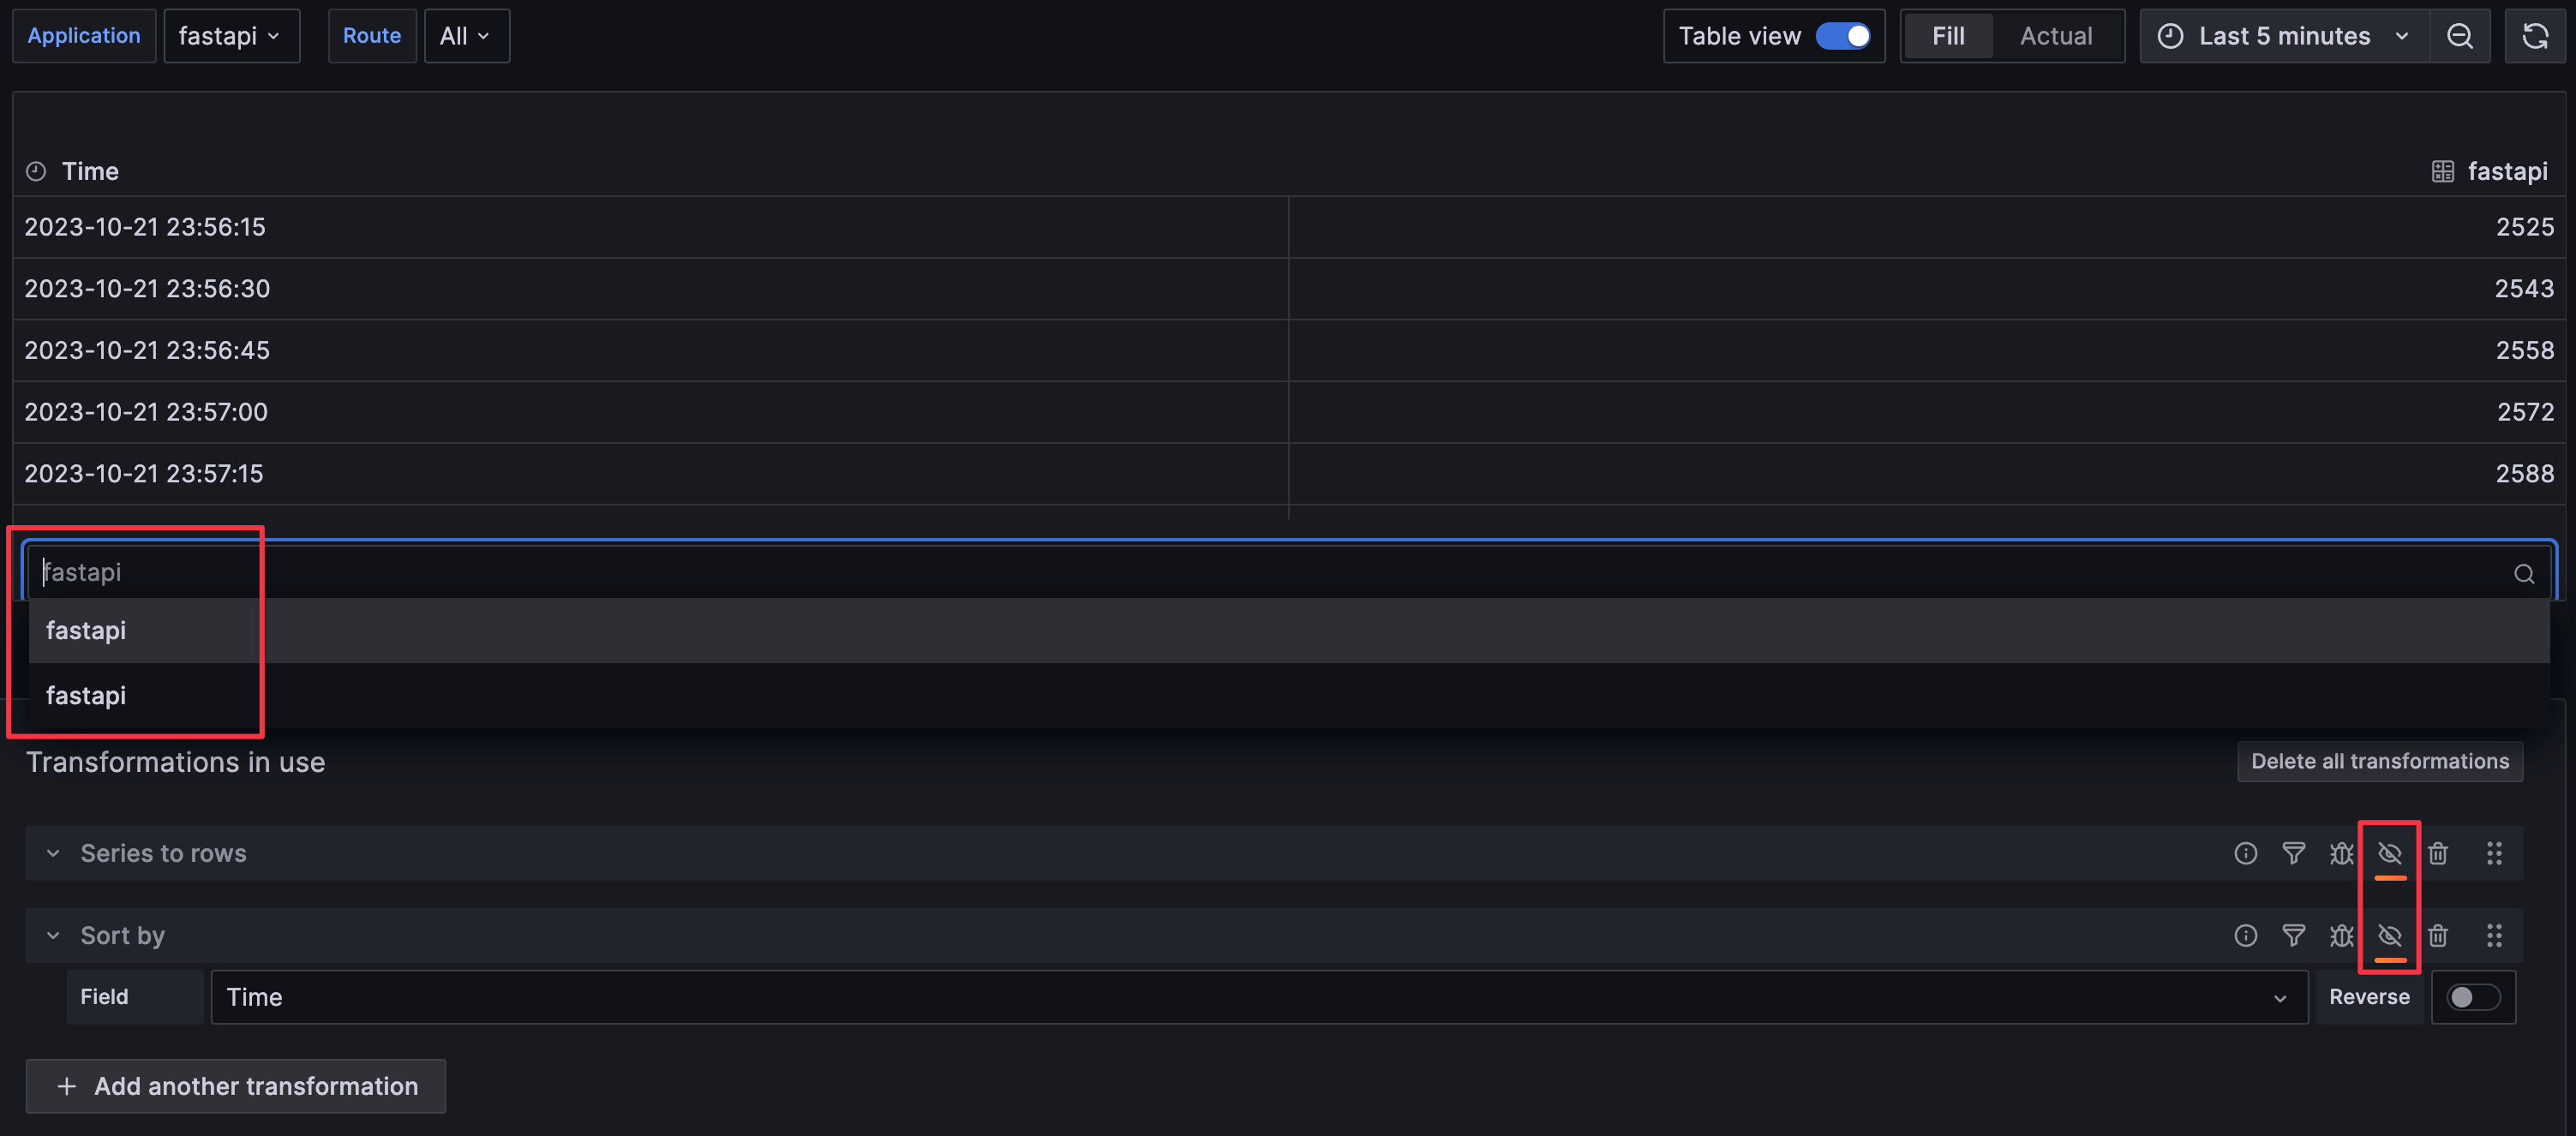 Application fastapi Route All Table view Fill Actual Last 5 minutes
Time fastapi
2023-10-21 23:56:15 2525
2023-10-21 23:56:30 2543
2023-10-21 23:56:45 2558
2023-10-21 23:57:00 2572
2023-10-21 23:57:15 2588
fastapi
fastapi
fastapi
Transformations in use Delete all transformations
Series to rows
Sort by
Field Time Reverse
+ Add another transformation